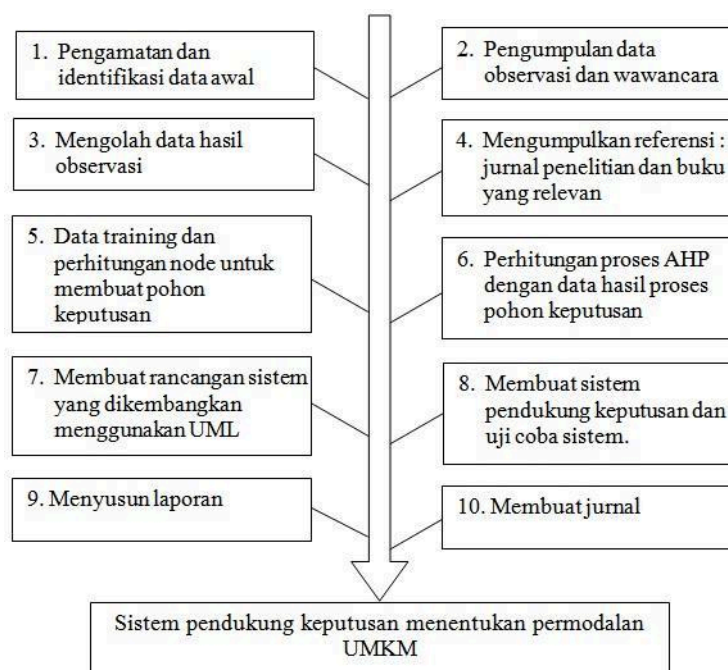 1. Pengamatan dan
identifikasi data awal
2. Pengumpulan data
observasi dan wawancara
3. Mengolah data hasil
observasi
4. Mengumpulkan referensi :
jurnal penelitian dan buku
yang relevan
5. Data training dan
perhitungan node untuk
membuat pohon
keputusan
6. Perhitungan proses AHP
dengan data hasil proses
pohon keputusan
7. Membuat rancangan sistem
yang dikembangkan
menggunakan UML
8. Membuat sistem
pendukung keputusan dan
uji coba sistem.
9. Menyusun laporan
10. Membuat jurnal
Sistem pendukung keputusan menentukan permodalan
UMKM